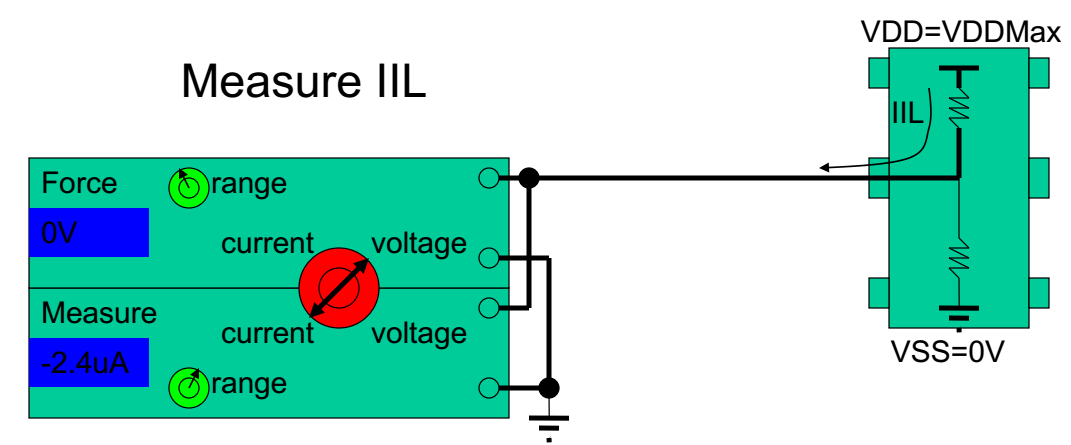 VDD=VDDMax
Measure IIL
IIL
Force
range
0V
current
voltage
Measure
current
voltage
-2.4uA
range
VSS=0V